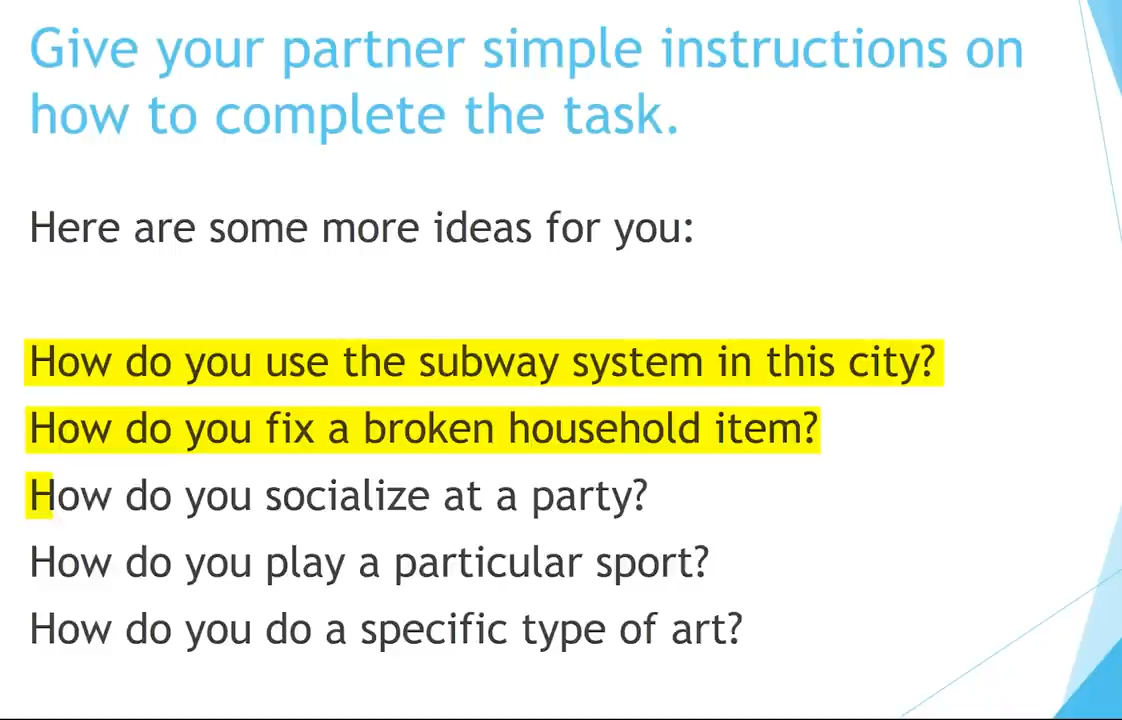 Give your partner simple instructions on
how to complete the task.
Here are some more ideas for you:
How do you use the subway system in this city?
How do you fix a broken household item?
How do you socialize at a party?
How do you play a particular sport?
How do you do a specific type of art?